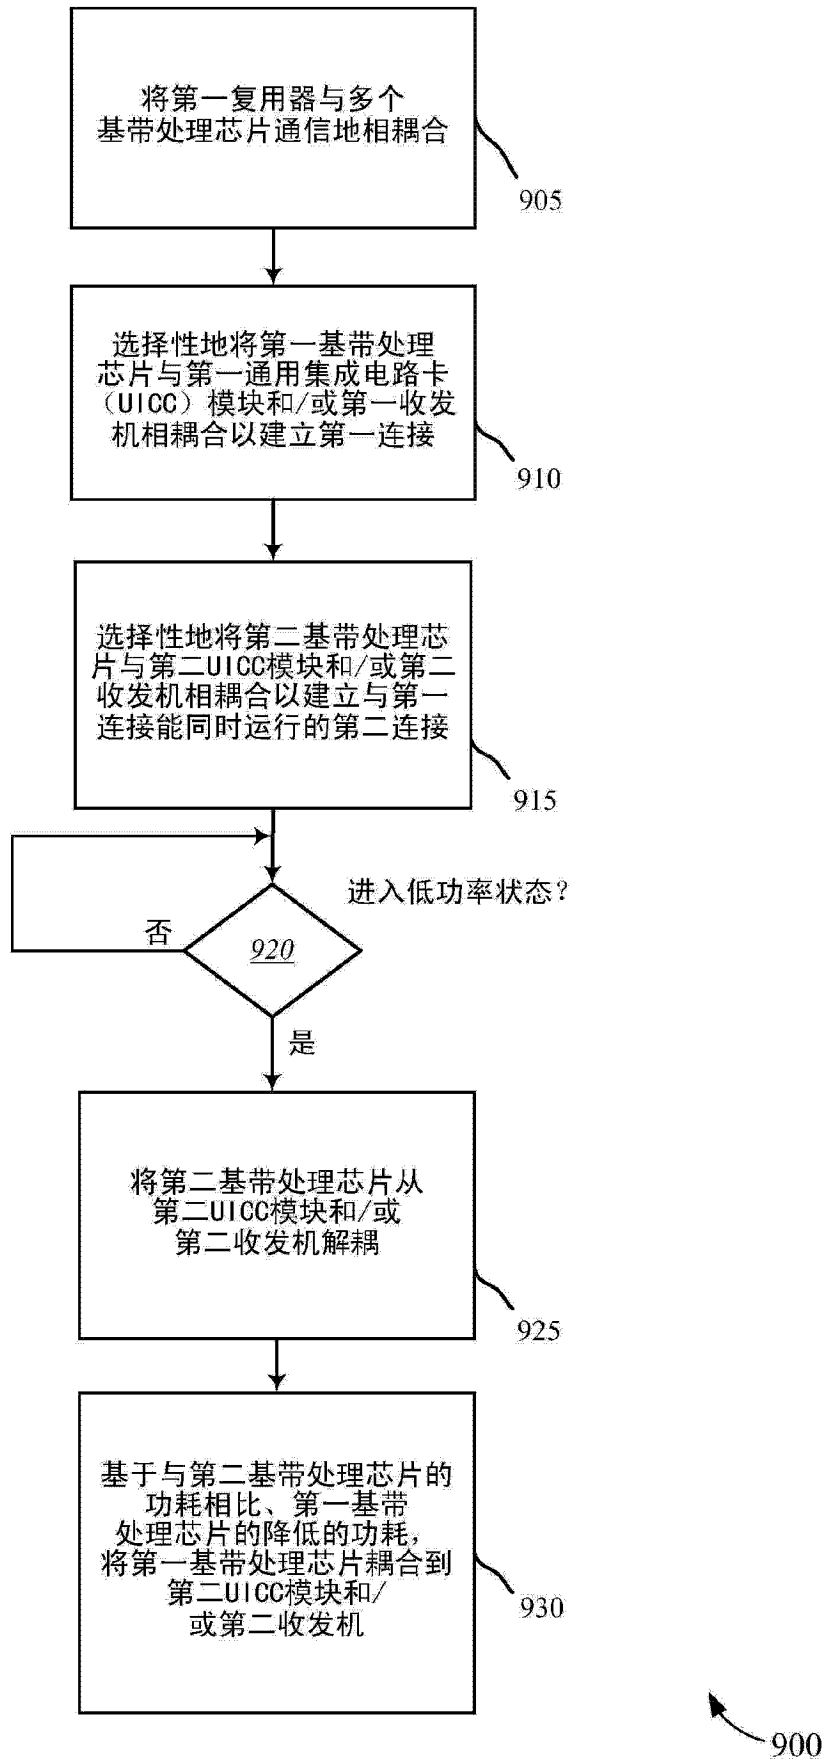 将第一复用器与多个
基带处理芯片通信地相耦合
905
选择性地将第一基带处理
芯片与第一通用集成电路卡
（UICC）模块和/或第一收发
机相耦合以建立第一连接
910
选择性地将第二基带处理芯
片与第二UICC模块和/或第二
收发机相耦合以建立与第一
连接能同时运行的第二连接
915
进入低功率状态？
否
920
是
将第二基带处理芯片从
第二UICC模块和/或
第二收发机解耦
925
基于与第二基带处理芯片的
功耗相比、第一基带
处理芯片的降低的功耗，
将第一基带处理芯片耦合到
第二UICC模块和/
或第二收发机
930
900